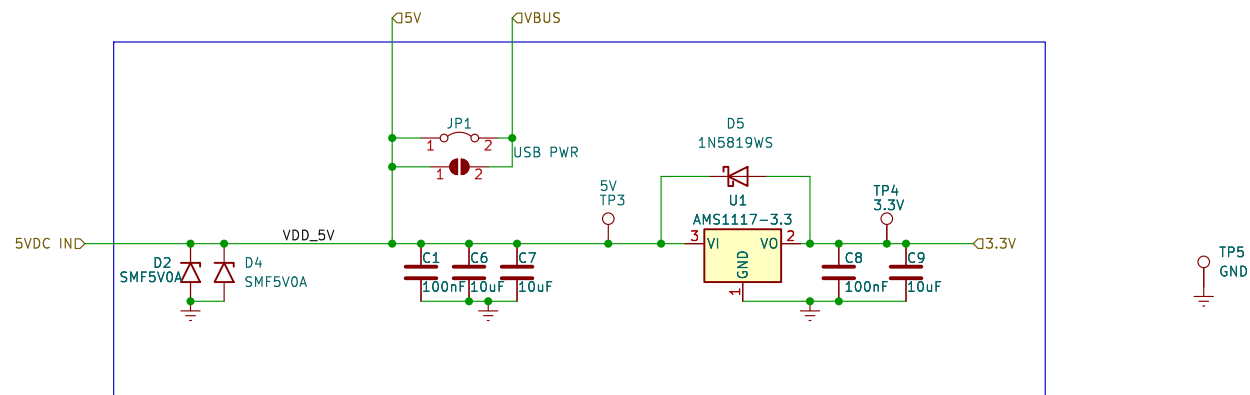 5V
VBUS
JP1
1
2
USB PWR
1
2
D5
1N5819WS
5V
TP3
U1
AMS1117-3.3
TP4
3.3V
5VDC IN
VDD_5V
3
VI
VO
2
3.3V
GND
1
D2
SMF5V0A
D4
SMF5V0A
C1
100nF
C6
10uF
C7
10uF
C8
100nF
C9
10uF
TP5
GND